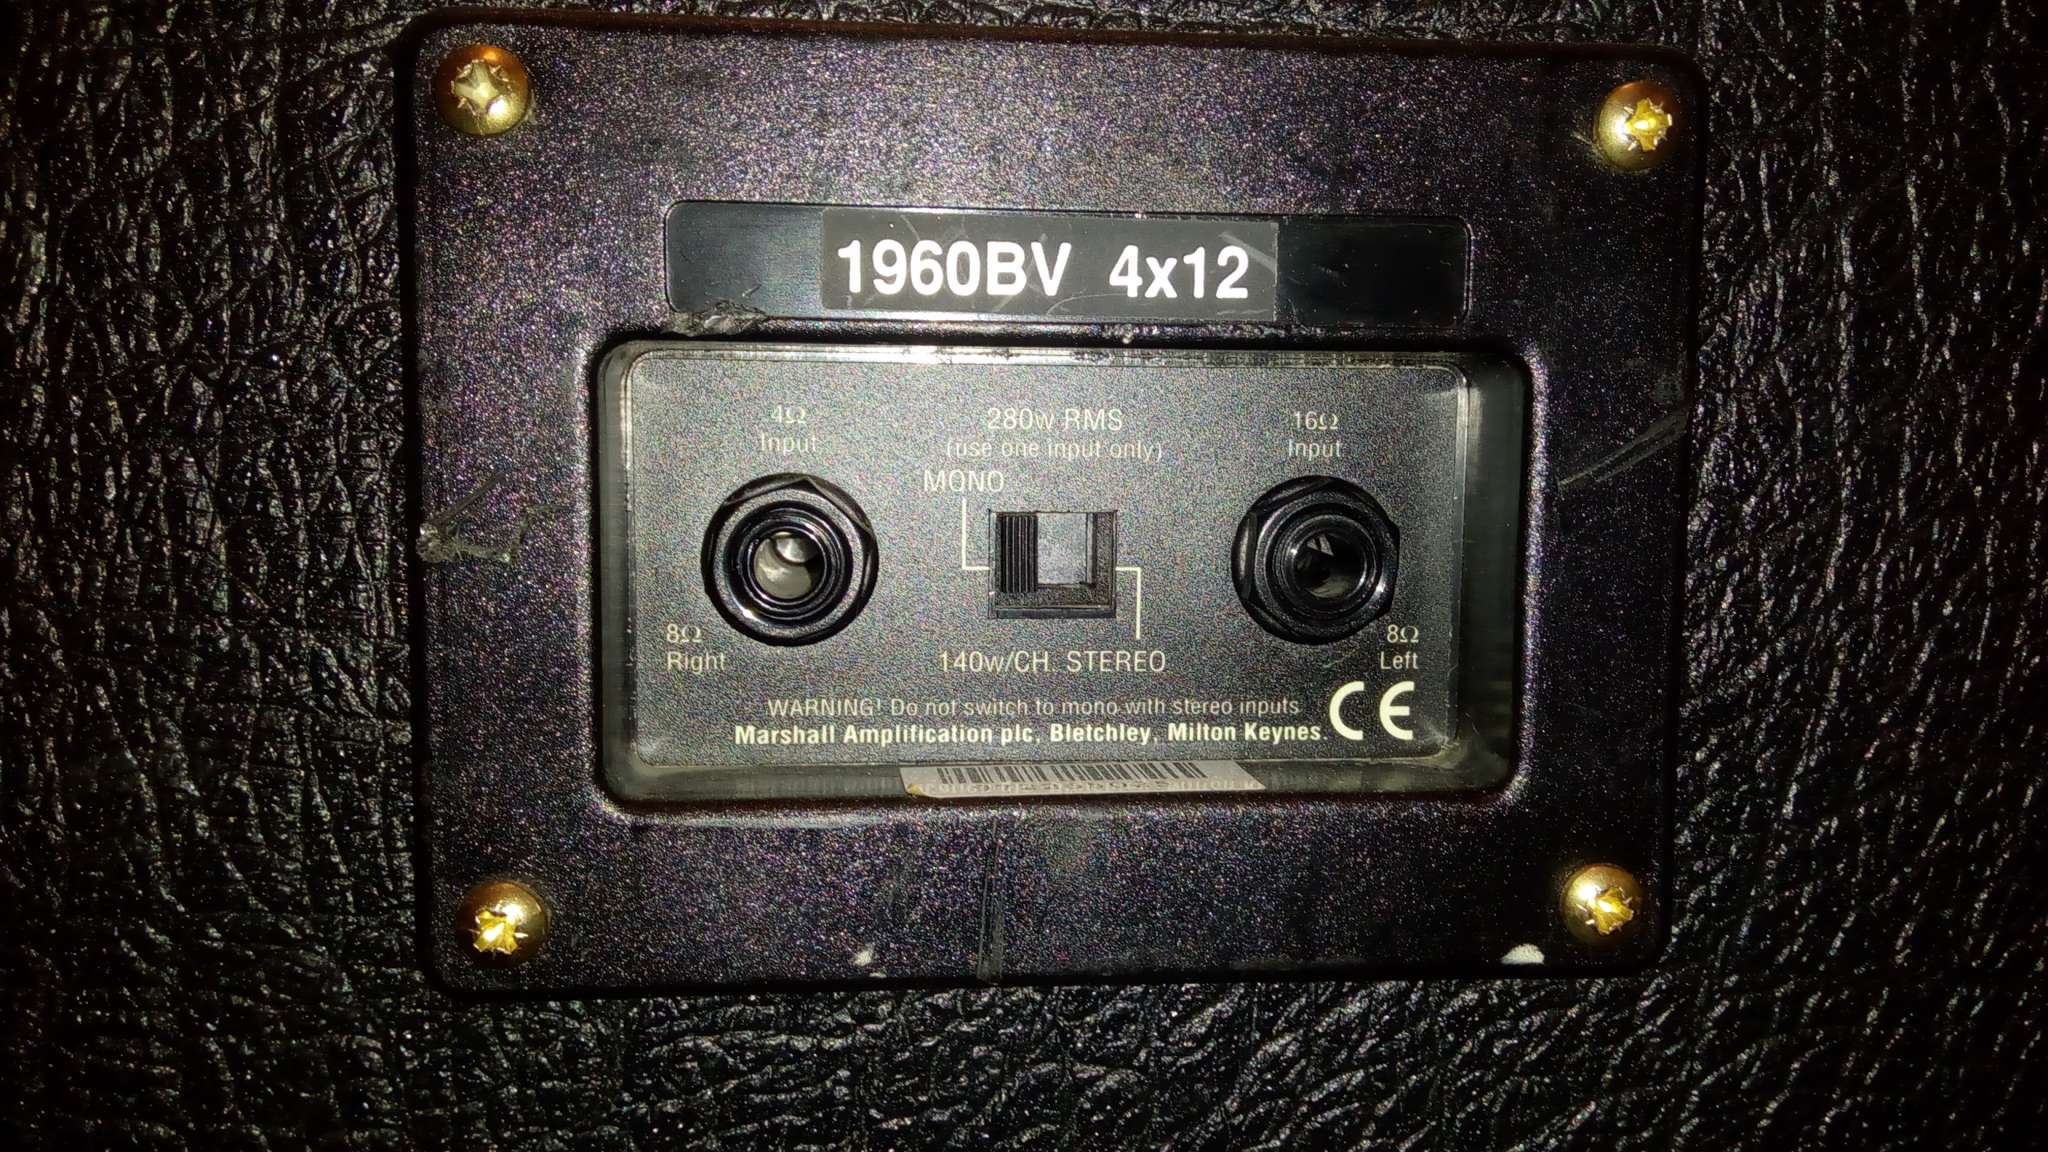 1960BV 4x12
4Ω
Input
280w RMS
(use one input only)
16Ω
Input
MONO
8Ω
Right
140w/CH. STEREO
8Ω
Left
WARNING! Do not switch to mono with stereo inputs
Marshall Amplification plc, Bletchley, Milton Keynes.
CE